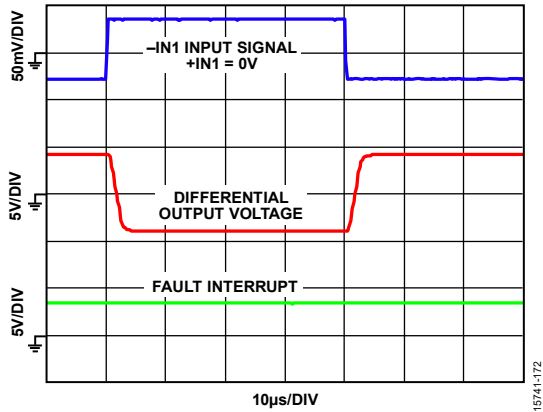 50mV/DIV
–IN1 INPUT SIGNAL
+IN1 = 0V
5V/DIV
DIFFERENTIAL
OUTPUT VOLTAGE
5V/DIV
FAULT INTERRUPT
10µs/DIV
15741-172